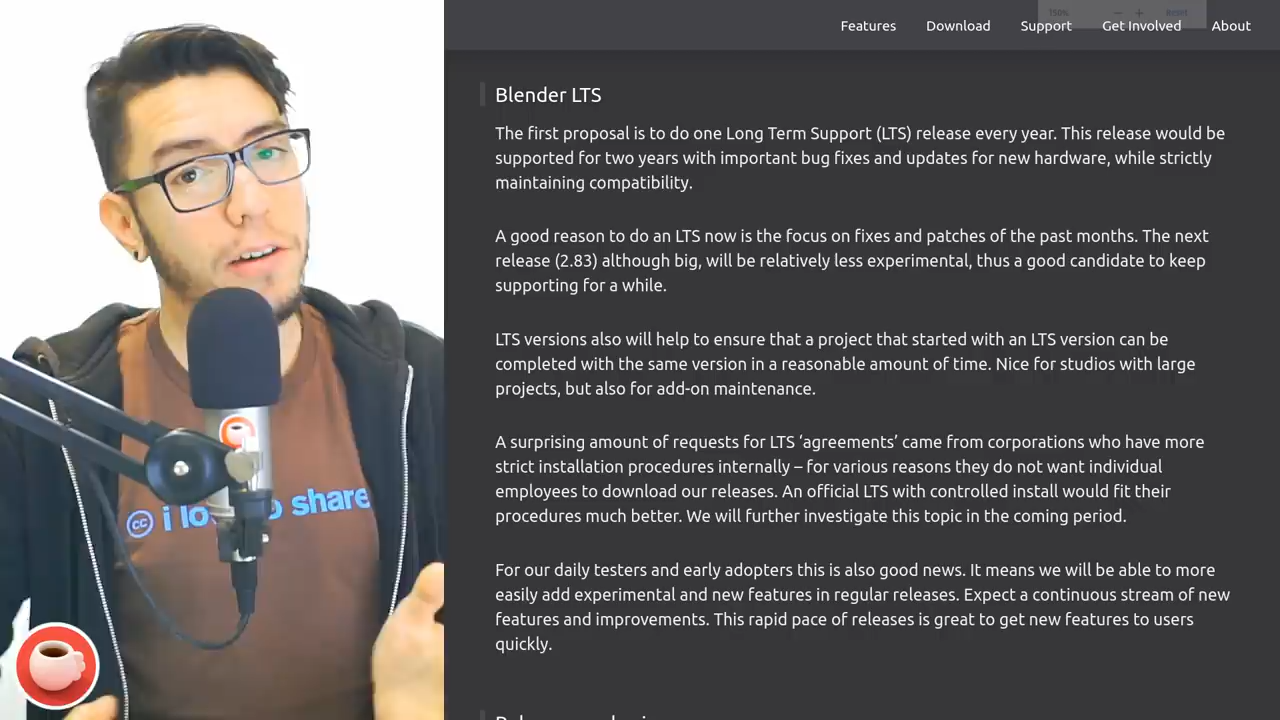 150%
RESET
Features Download Support Get Involved About
Blender LTS
The first proposal is to do one Long Term Support (LTS) release every year. This release would be
supported for two years with important bug fixes and updates for new hardware, while strictly
maintaining compatibility.
A good reason to do an LTS now is the focus on fixes and patches of the past months. The next
release (2.83) although big, will be relatively less experimental, thus a good candidate to keep
supporting for a while.
LTS versions also will help to ensure that a project that started with an LTS version can be
completed with the same version in a reasonable amount of time. Nice for studios with large
projects, but also for add-on maintenance.
A surprising amount of requests for LTS ‘agreements’ came from corporations who have more
strict installation procedures internally – for various reasons they do not want individual
employees to download our releases. An official LTS with controlled install would fit their
procedures much better. We will further investigate this topic in the coming period.
For our daily testers and early adopters this is also good news. It means we will be able to more
easily add experimental and new features in regular releases. Expect a continuous stream of new
features and improvements. This rapid pace of releases is great to get new features to users
quickly.
cc i lo o share